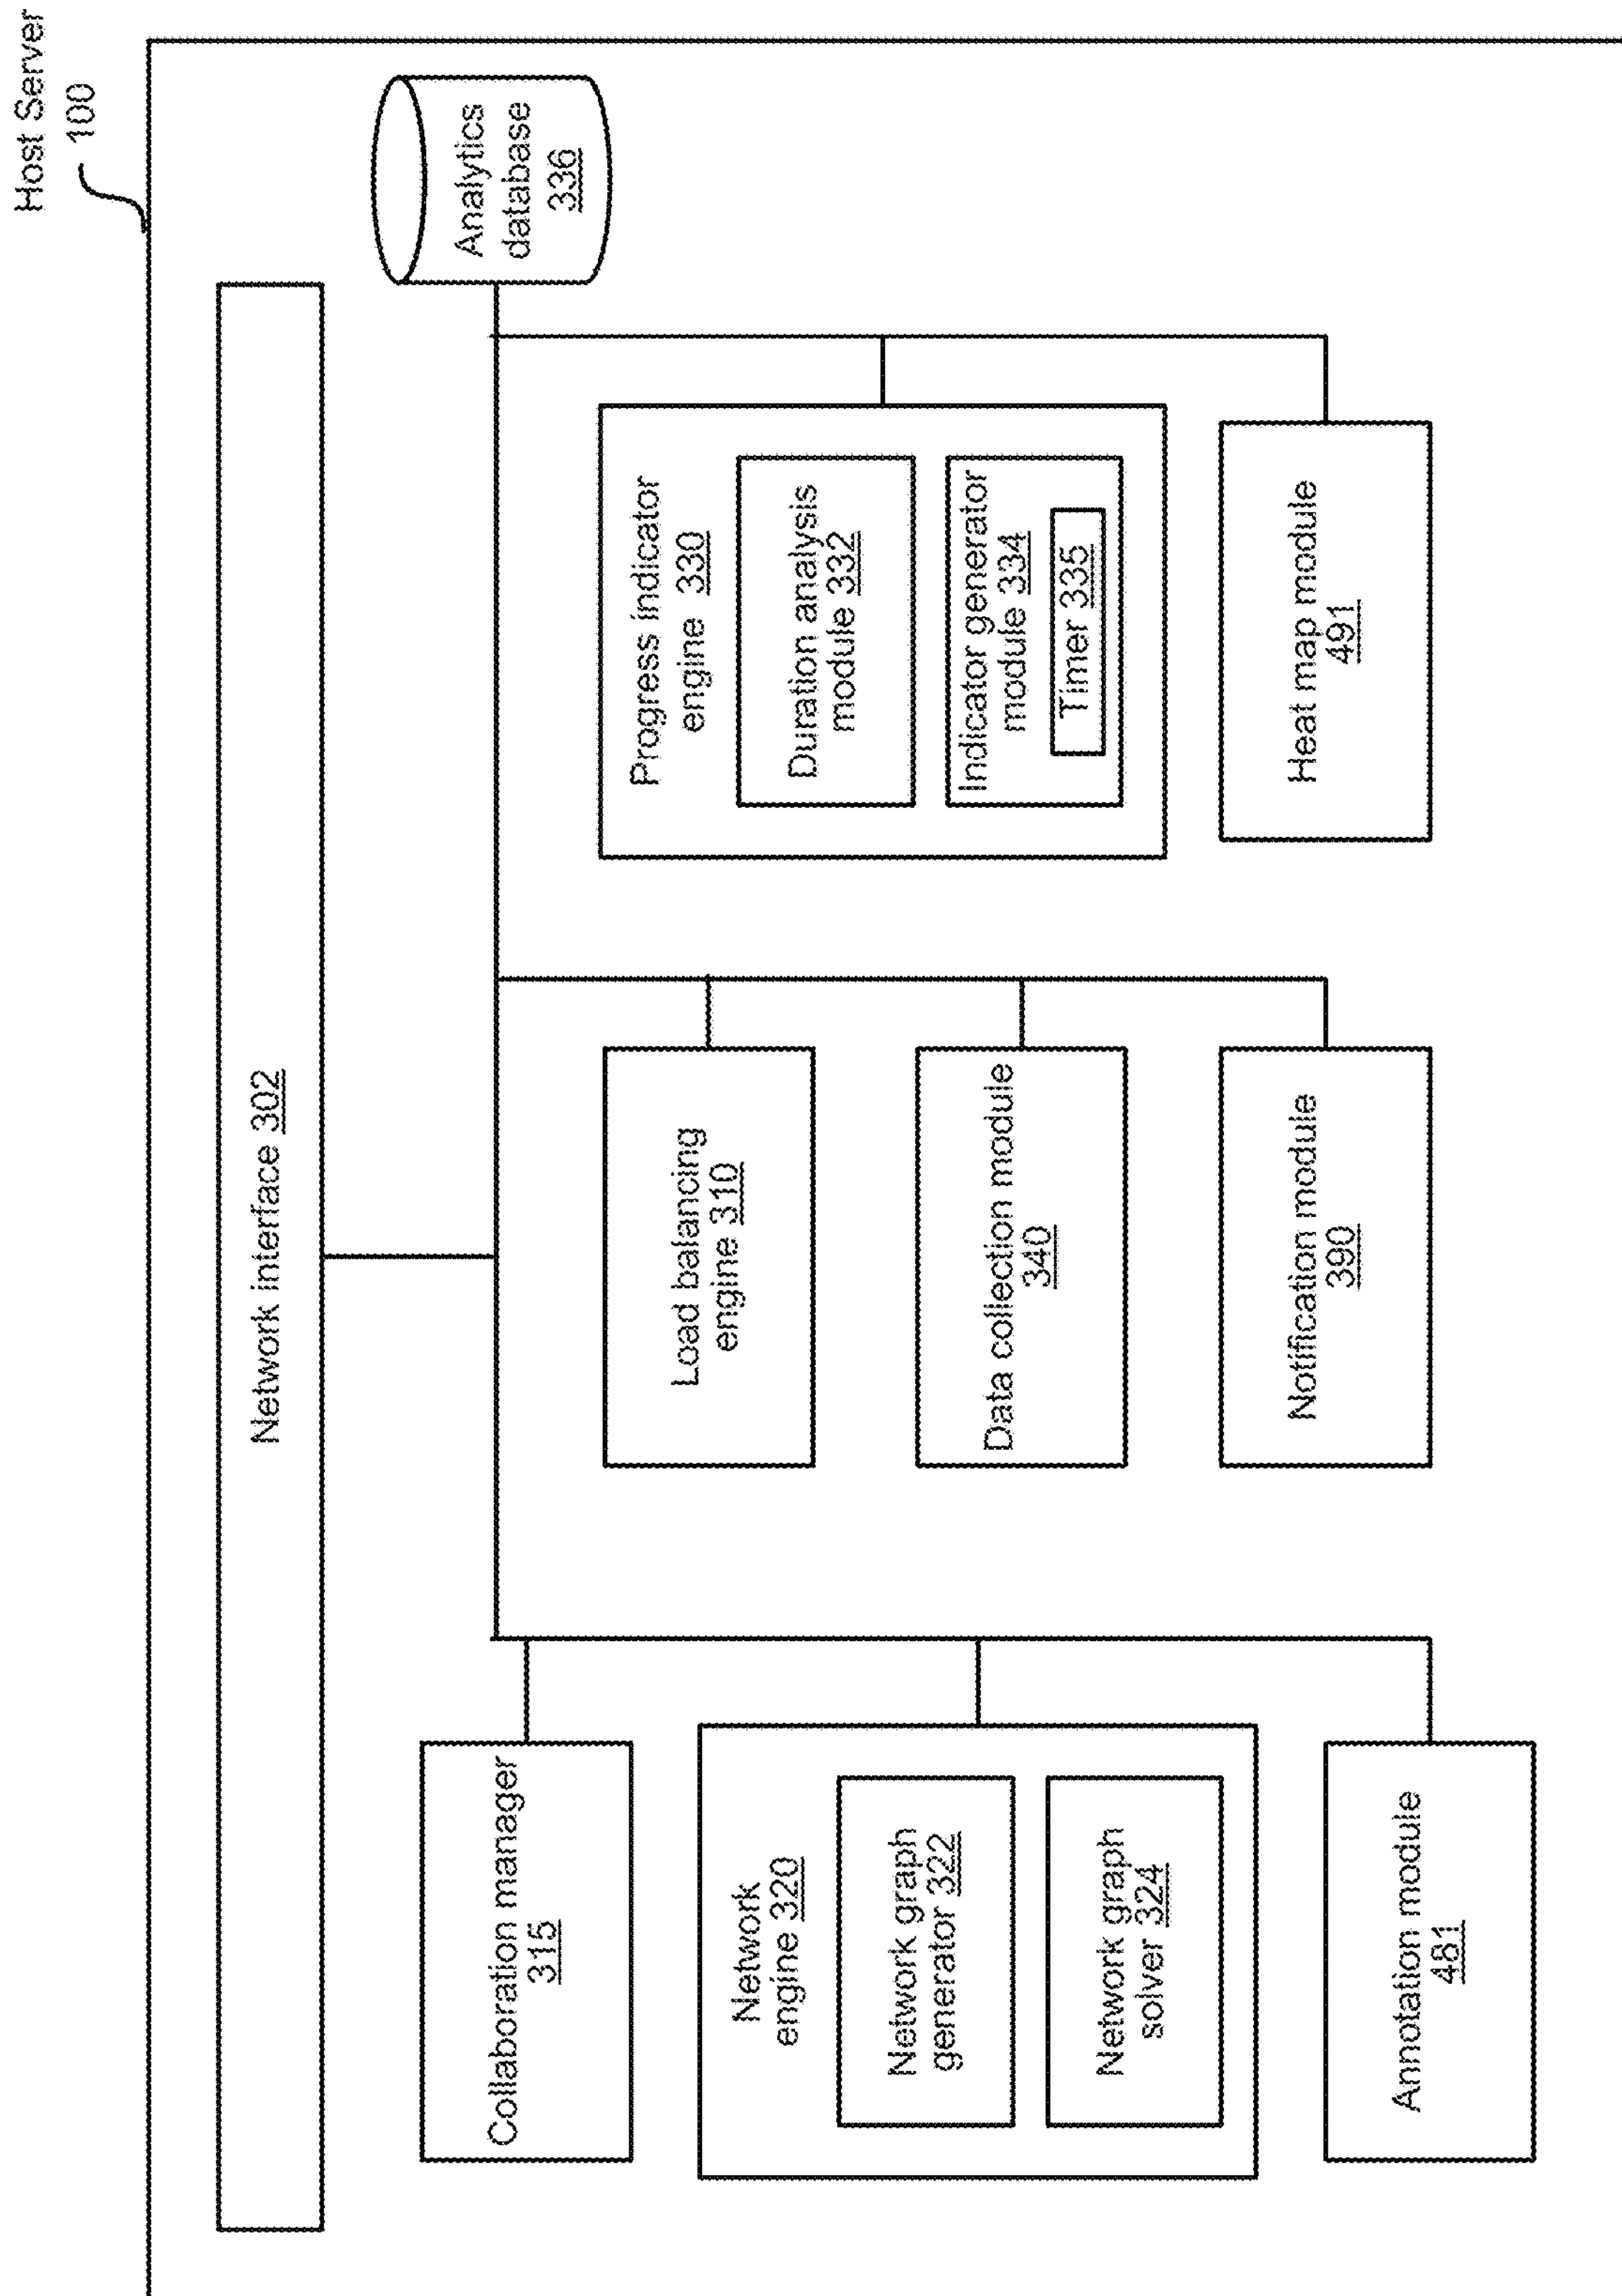 Host Server
100
Network interface 302
Analytics
database
336
Collaboration manager
315
Network
engine 320
Network graph
generator 322
Network graph
solver 324
Annotation module
481
Load balancing
engine 310
Data collection module
340
Notification module
390
Progress indicator
engine 330
Duration analysis
module 332
Indicator generator
module 334
Timer 335
Heat map module
491